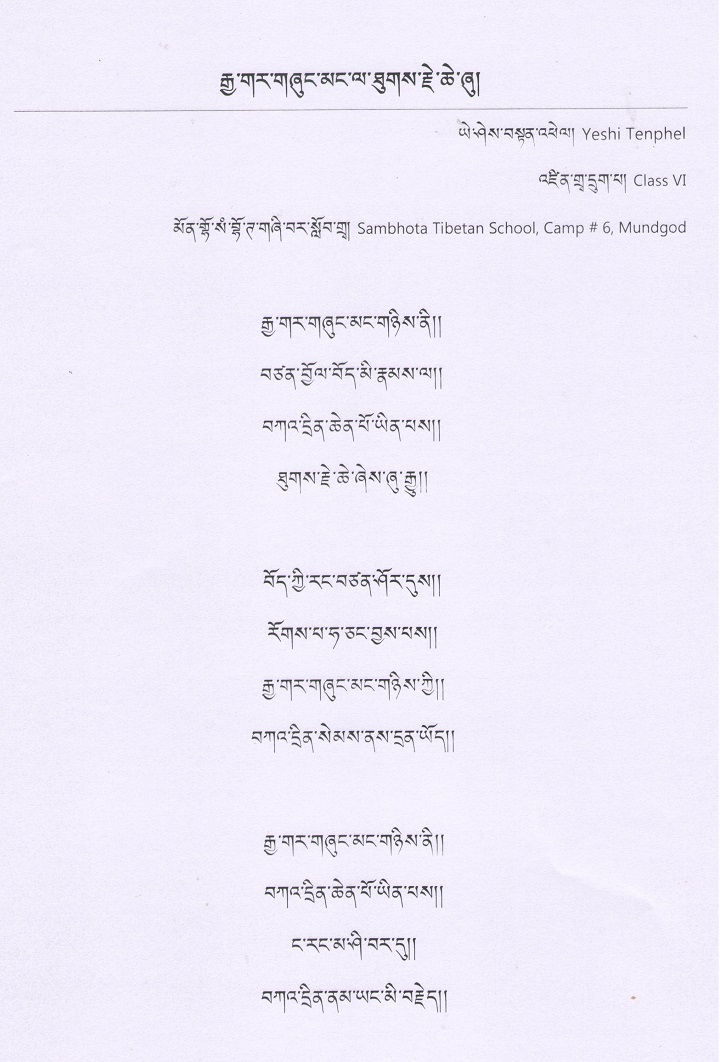 རྒྱ་གར་གཞུང་མང་ལ་ཐུགས་རྗེ་ཆེ་ཞུ།
ཡེ་ཤེས་བསྟན་འཕེལ། Yeshi Tenphel
འཛིན་གྲྭ་དྲུག་པ། Class VI
མོན་གྷོ་སཾ་བྷོ་ཊ་གཞི་བར་སློབ་གྲྭ། Sambhota Tibetan School, Camp # 6, Mundgod
རྒྱ་གར་གཞུང་མང་གཉིས་ནི།།
བཙན་བྱོལ་བོད་མི་རྣམས་ལ།།
བཀའ་དྲིན་ཆེན་པོ་ཡིན་པས།།
ཐུགས་རྗེ་ཆེ་ཞེས་ཞུ་རྒྱུ།།
བོད་ཀྱི་རང་བཙན་ཤོར་དུས།།
རོགས་པ་ཧ་ཅང་བྱས་པས།།
རྒྱ་གར་གཞུང་མང་གཉིས་ཀྱི།།
བཀའ་དྲིན་སེམས་ནས་དྲན་ཡོད།།
རྒྱ་གར་གཞུང་མང་གཉིས་ནི།།
བཀའ་དྲིན་ཆེན་པོ་ཡིན་པས།།
ང་རང་མ་ཤི་བར་དུ།།
བཀའ་དྲིན་ནམ་ཡང་མི་བརྗེད།།